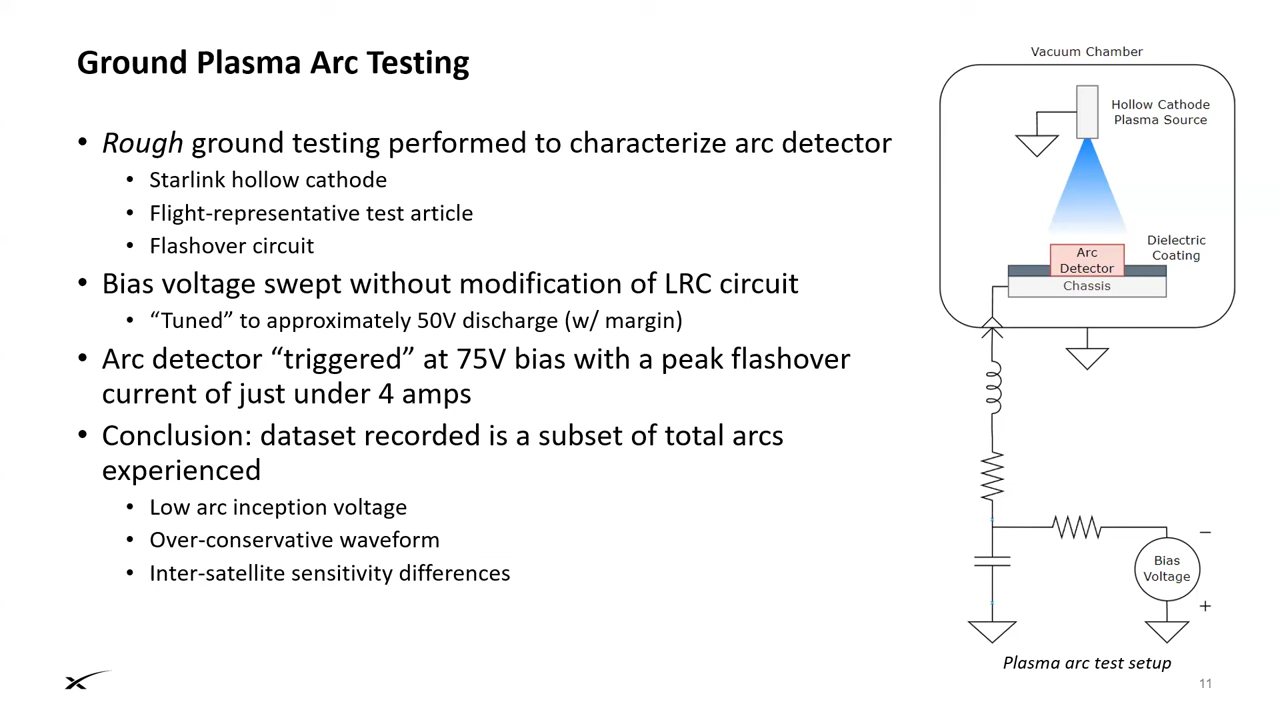 Ground Plasma Arc Testing
• Rough ground testing performed to characterize arc detector
• Starlink hollow cathode
• Flight-representative test article
• Flashover circuit
• Bias voltage swept without modification of LRC circuit
• “Tuned” to approximately 50V discharge (w/ margin)
• Arc detector “triggered” at 75V bias with a peak flashover
current of just under 4 amps
• Conclusion: dataset recorded is a subset of total arcs
experienced
• Low arc inception voltage
• Over-conservative waveform
• Inter-satellite sensitivity differences
Vacuum Chamber
Hollow Cathode
Plasma Source
Dielectric
Coating
Arc
Detector
Chassis
−
Bias
Voltage
+
Plasma arc test setup
11